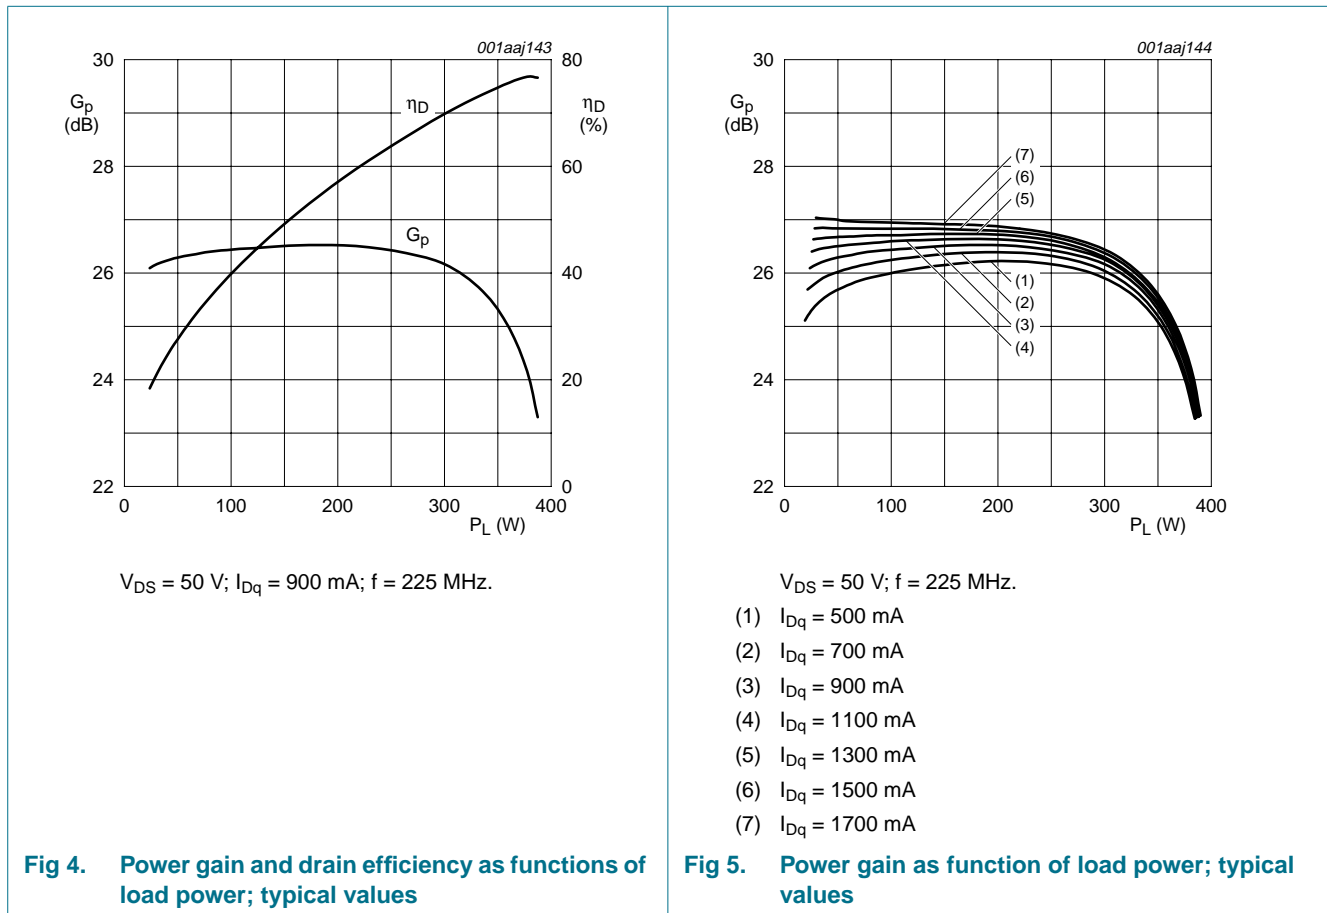 001aaj143
30
28
26
24
22
Gp
(dB)
80
60
40
20
0
ηD
(%)
ηD
Gp
0
100
200
300
400
PL (W)
VDS = 50 V; IDq = 900 mA; f = 225 MHz.
Fig 4. Power gain and drain efficiency as functions of
load power; typical values
001aaj144
30
28
26
24
22
Gp
(dB)
(7)
(6)
(5)
(1)
(2)
(3)
(4)
0
100
200
300
400
PL (W)
VDS = 50 V; f = 225 MHz.
(1) IDq = 500 mA
(2) IDq = 700 mA
(3) IDq = 900 mA
(4) IDq = 1100 mA
(5) IDq = 1300 mA
(6) IDq = 1500 mA
(7) IDq = 1700 mA
Fig 5. Power gain as function of load power; typical
values